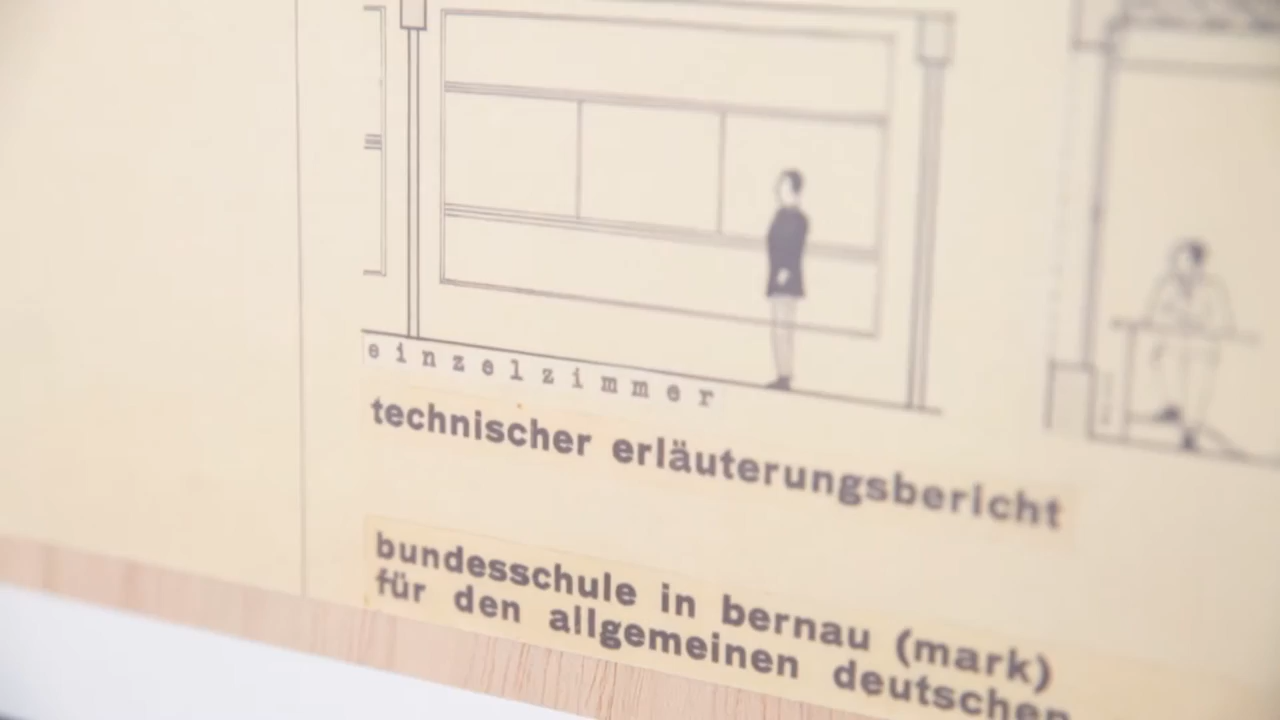 einzelzimmer
technischer erläuterungsbericht
bundesschule in bernau (mark)
für den allgemeinen deutschen